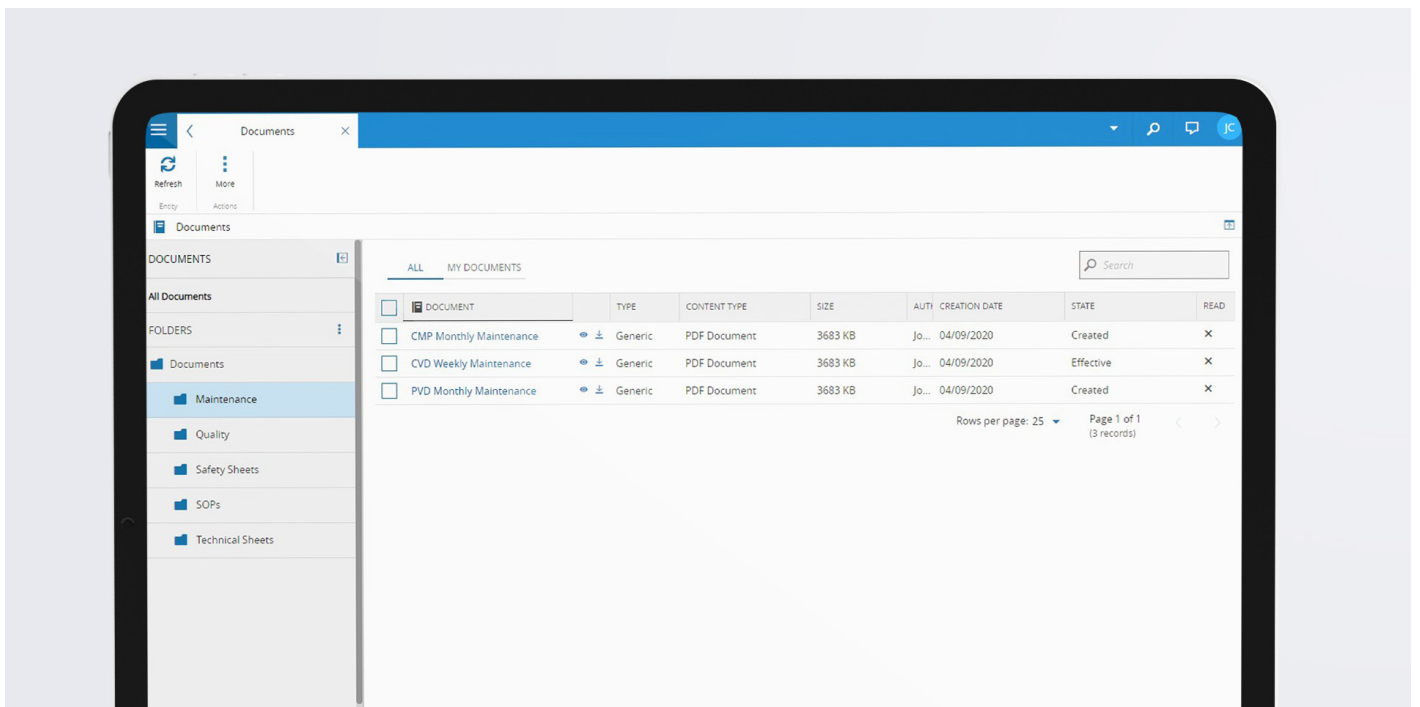 Documents
JC
Refresh
More
Entity
Actions
Documents
DOCUMENTS
All Documents
FOLDERS
Documents
Maintenance
Quality
Safety Sheets
SOPs
Technical Sheets
ALL MY DOCUMENTS
Search
DOCUMENT TYPE CONTENT TYPE SIZE AUTH CREATION DATE STATE READ
CMP Monthly Maintenance Generic PDF Document 3683 KB Jo... 04/09/2020 Created
CVD Weekly Maintenance Generic PDF Document 3683 KB Jo... 04/09/2020 Effective
PVD Monthly Maintenance Generic PDF Document 3683 KB Jo... 04/09/2020 Created
Rows per page: 25 Page 1 of 1
(3 records)